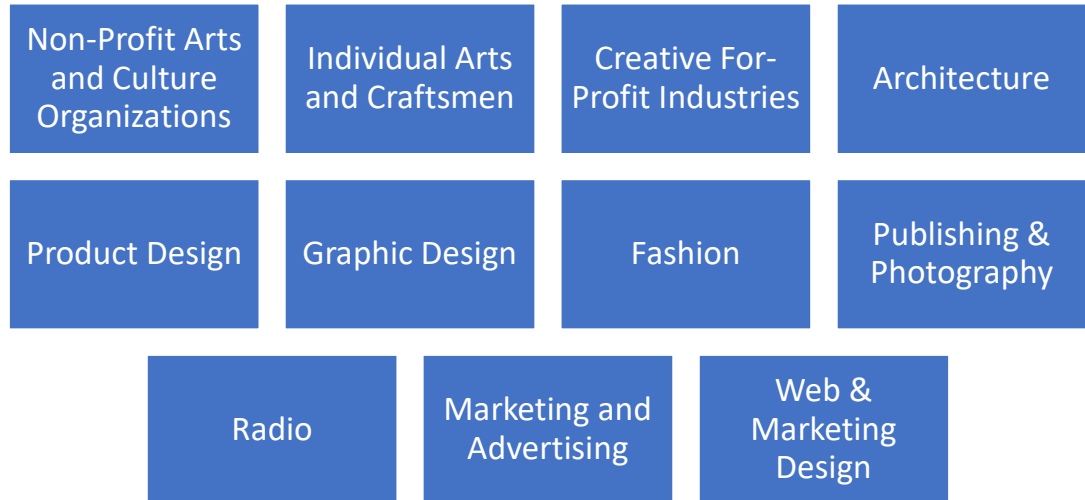 Non-Profit Arts
and Culture
Organizations
Individual Arts
and Craftsmen
Creative For-
Profit Industries
Architecture
Product Design
Graphic Design
Fashion
Publishing &
Photography
Radio
Marketing and
Advertising
Web &
Marketing
Design